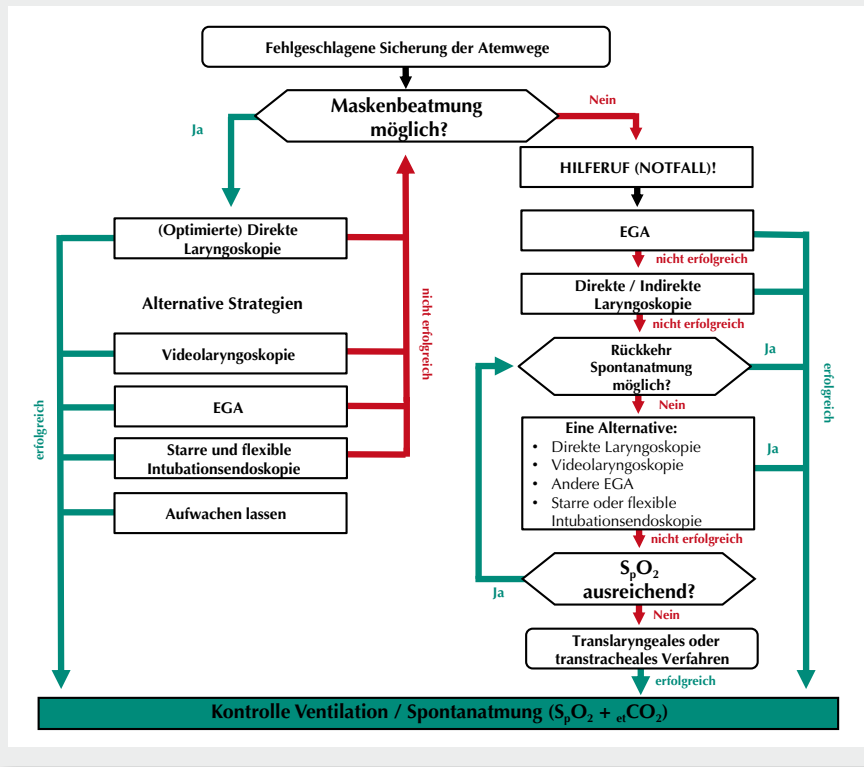 Fehlgeschlagene Sicherung der Atemwege
Maskenbeatmung
möglich?
Ja
Nein
HILFERUF (NOTFALL)!
(Optimierte) Direkte
Laryngoskopie
Alternative Strategien
Videolaryngoskopie
EGA
Starre und flexible
Intubationsendoskopie
Aufwachen lassen
erfolgreich
nicht erfolgreich
EGA
nicht erfolgreich
Direkte / Indirekte
Laryngoskopie
nicht erfolgreich
Rückkehr
Spontanatmung
möglich?
Ja
Nein
Eine Alternative:
• Direkte Laryngoskopie
• Videolaryngoskopie
• Andere EGA
• Starre oder flexible
Intubationsendoskopie
Ja
nicht erfolgreich
SpO2
ausreichend?
Ja
Nein
Translaryngeales oder
transtracheales Verfahren
erfolgreich
erfolgreich
Kontrolle Ventilation / Spontanatmung (SpO2 + etCO2)